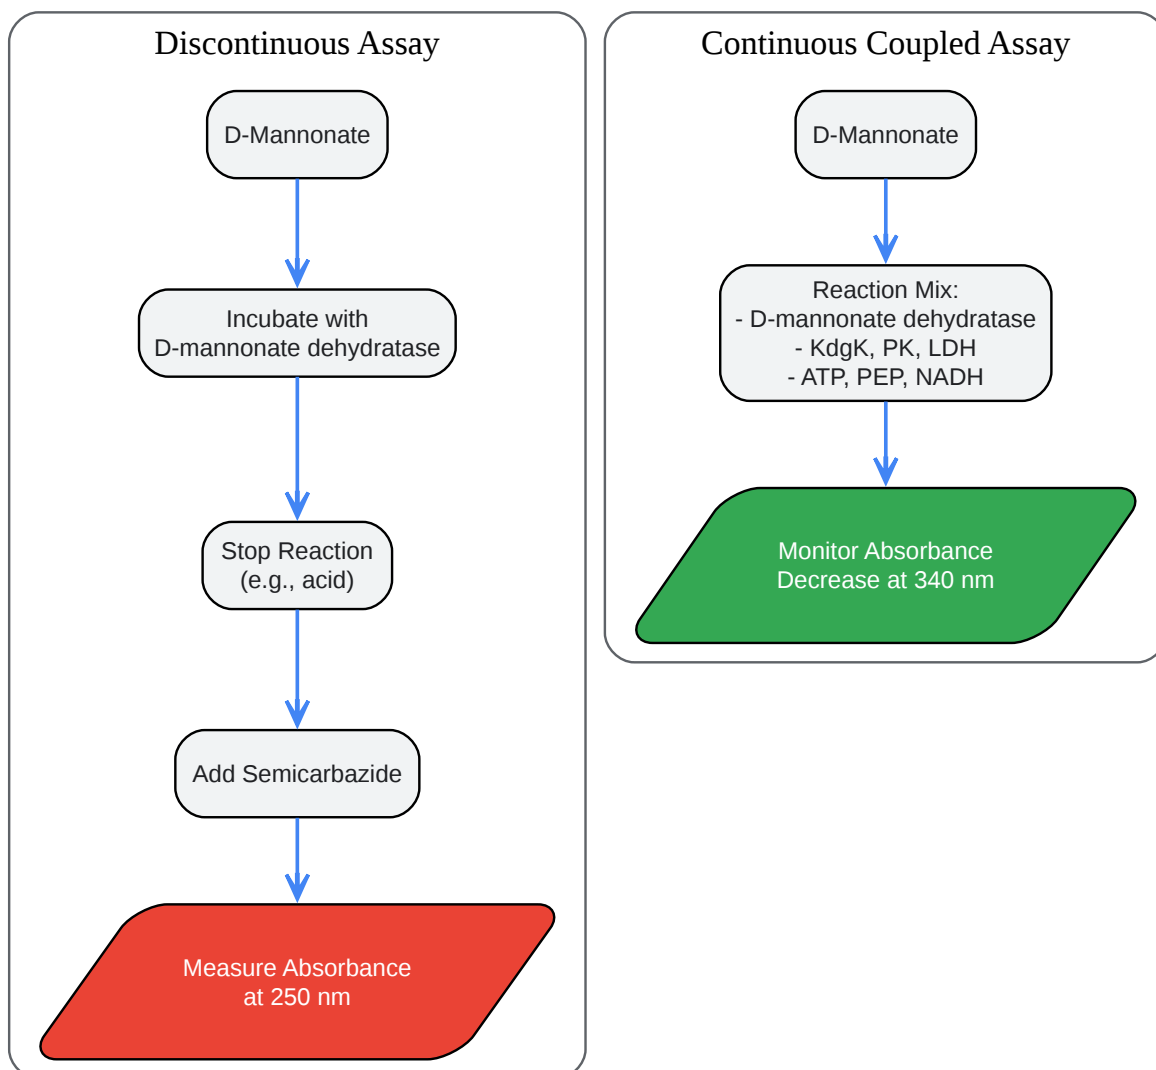 Discontinuous Assay
D-Mannonate
Incubate with
D-mannonate dehydratase
Stop Reaction
(e.g., acid)
Add Semicarbazide
Measure Absorbance
at 250 nm
Continuous Coupled Assay
D-Mannonate
Reaction Mix:
- D-mannonate dehydratase
- KdgK, PK, LDH
- ATP, PEP, NADH
Monitor Absorbance
Decrease at 340 nm